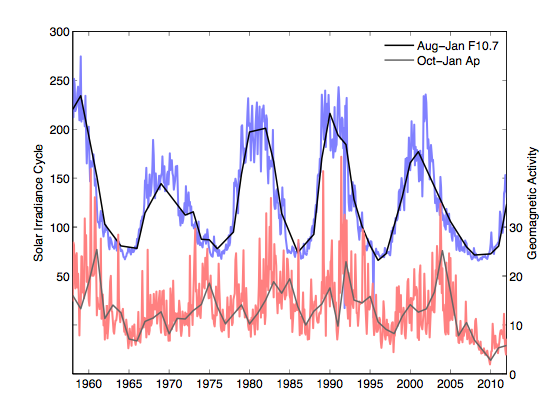 300
250
200
150
100
50
Solar Irradiance Cycle
Aug-Jan F10.7
Oct-Jan Ap
30
20
10
0
Geomagnetic Activity
1960 1965 1970 1975 1980 1985 1990 1995 2000 2005 2010